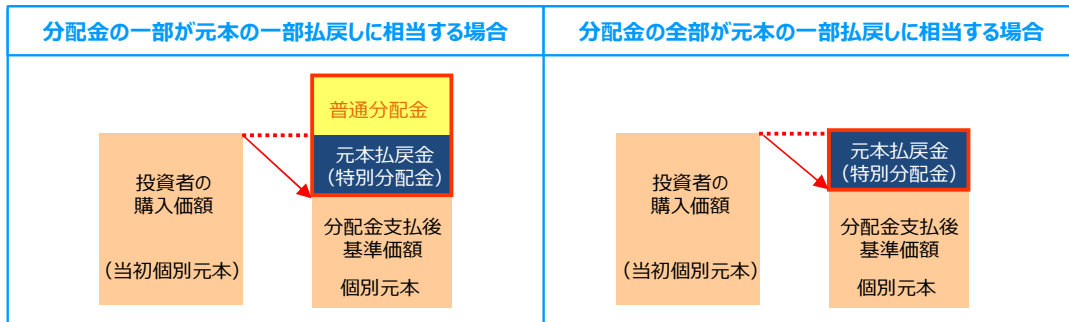 分配金の一部が元本の一部払戻しに相当する場合
分配金の全部が元本の一部払戻しに相当する場合
普通分配金
元本払戻金
（特別分配金）
投資者の
購入価額
（当初個別元本）
分配金支払後
基準価額
個別元本
元本払戻金
（特別分配金）
投資者の
購入価額
（当初個別元本）
分配金支払後
基準価額
個別元本